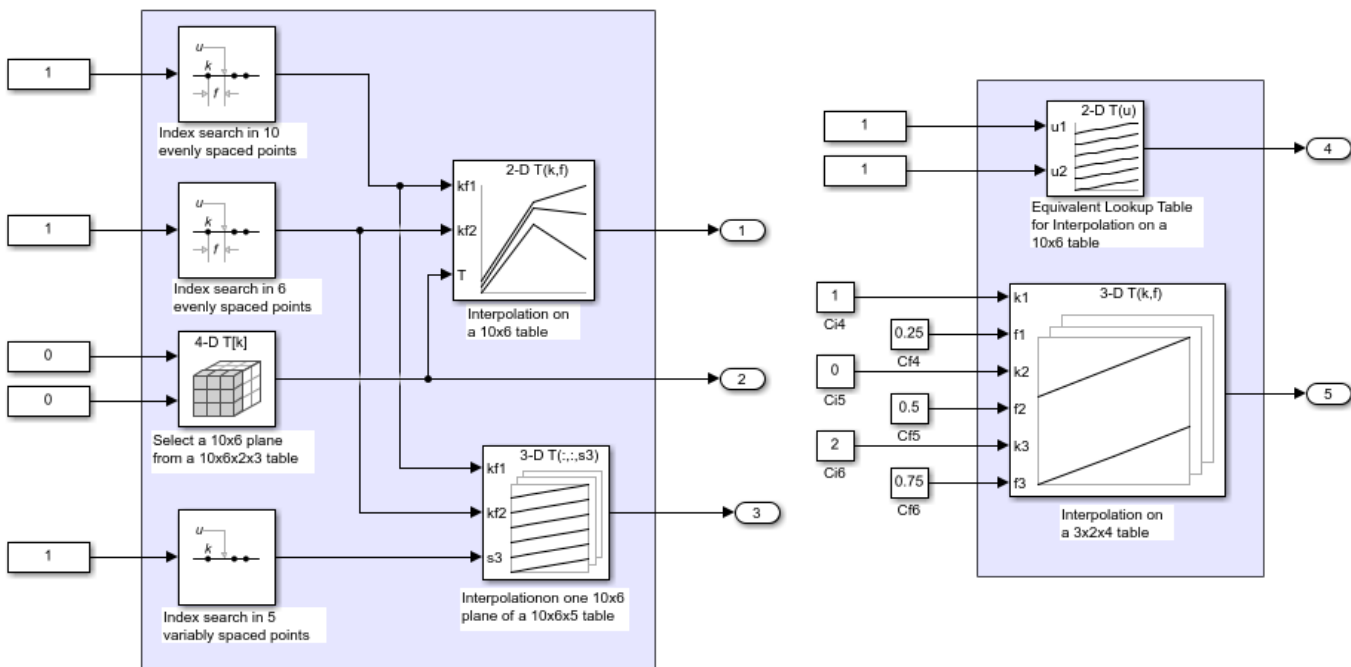 1
u
k
f
Index search in 10
evenly spaced points
1
u
k
f
Index search in 6
evenly spaced points
0
0
4-D T[k]
Select a 10x6 plane
from a 10x6x2x3 table
1
u
k
Index search in 5
variably spaced points
2-D T(k,f)
kf1
kf2
T
Interpolation on
a 10x6 table
1
2
3-D T(:,:,s3)
kf1
kf2
s3
Interpolationon one 10x6
plane of a 10x6x5 table
3
1
1
2-D T(u)
u1
u2
Equivalent Lookup Table
for Interpolation on a
10x6 table
4
1
Ci4
0.25
Cf4
0
Ci5
0.5
Cf5
2
Ci6
0.75
Cf6
3-D T(k,f)
k1
f1
k2
f2
k3
f3
Interpolation on
a 3x2x4 table
5